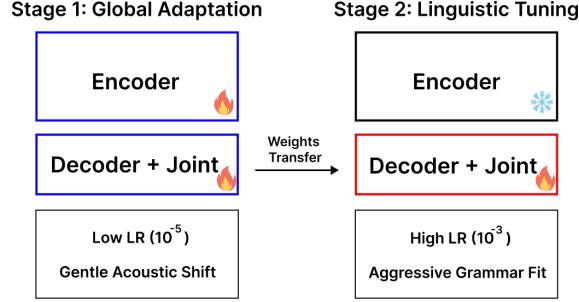 Stage 1: Global Adaptation
Encoder
Decoder + Joint
Low LR (10⁻⁵)
Gentle Acoustic Shift
Weights
Transfer
Stage 2: Linguistic Tuning
Encoder
Decoder + Joint
High LR (10⁻³)
Aggressive Grammar Fit